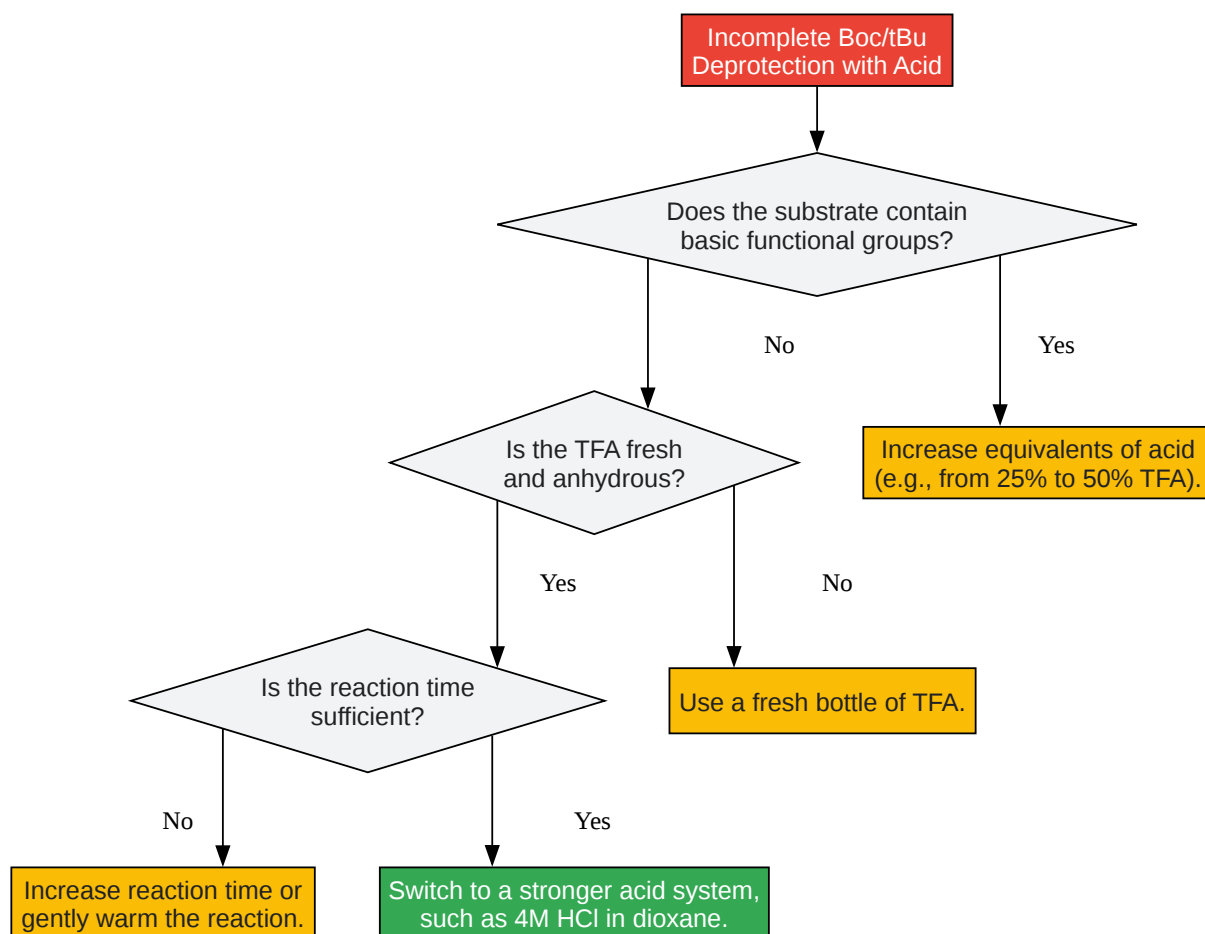 Incomplete Boc/tBu
Deprotection with Acid
Does the substrate contain
basic functional groups?
No
Yes
Is the TFA fresh
and anhydrous?
Increase equivalents of acid
(e.g., from 25% to 50% TFA).
Yes
No
Is the reaction time
sufficient?
Use a fresh bottle of TFA.
No
Yes
Increase reaction time or
gently warm the reaction.
Switch to a stronger acid system,
such as 4M HCl in dioxane.